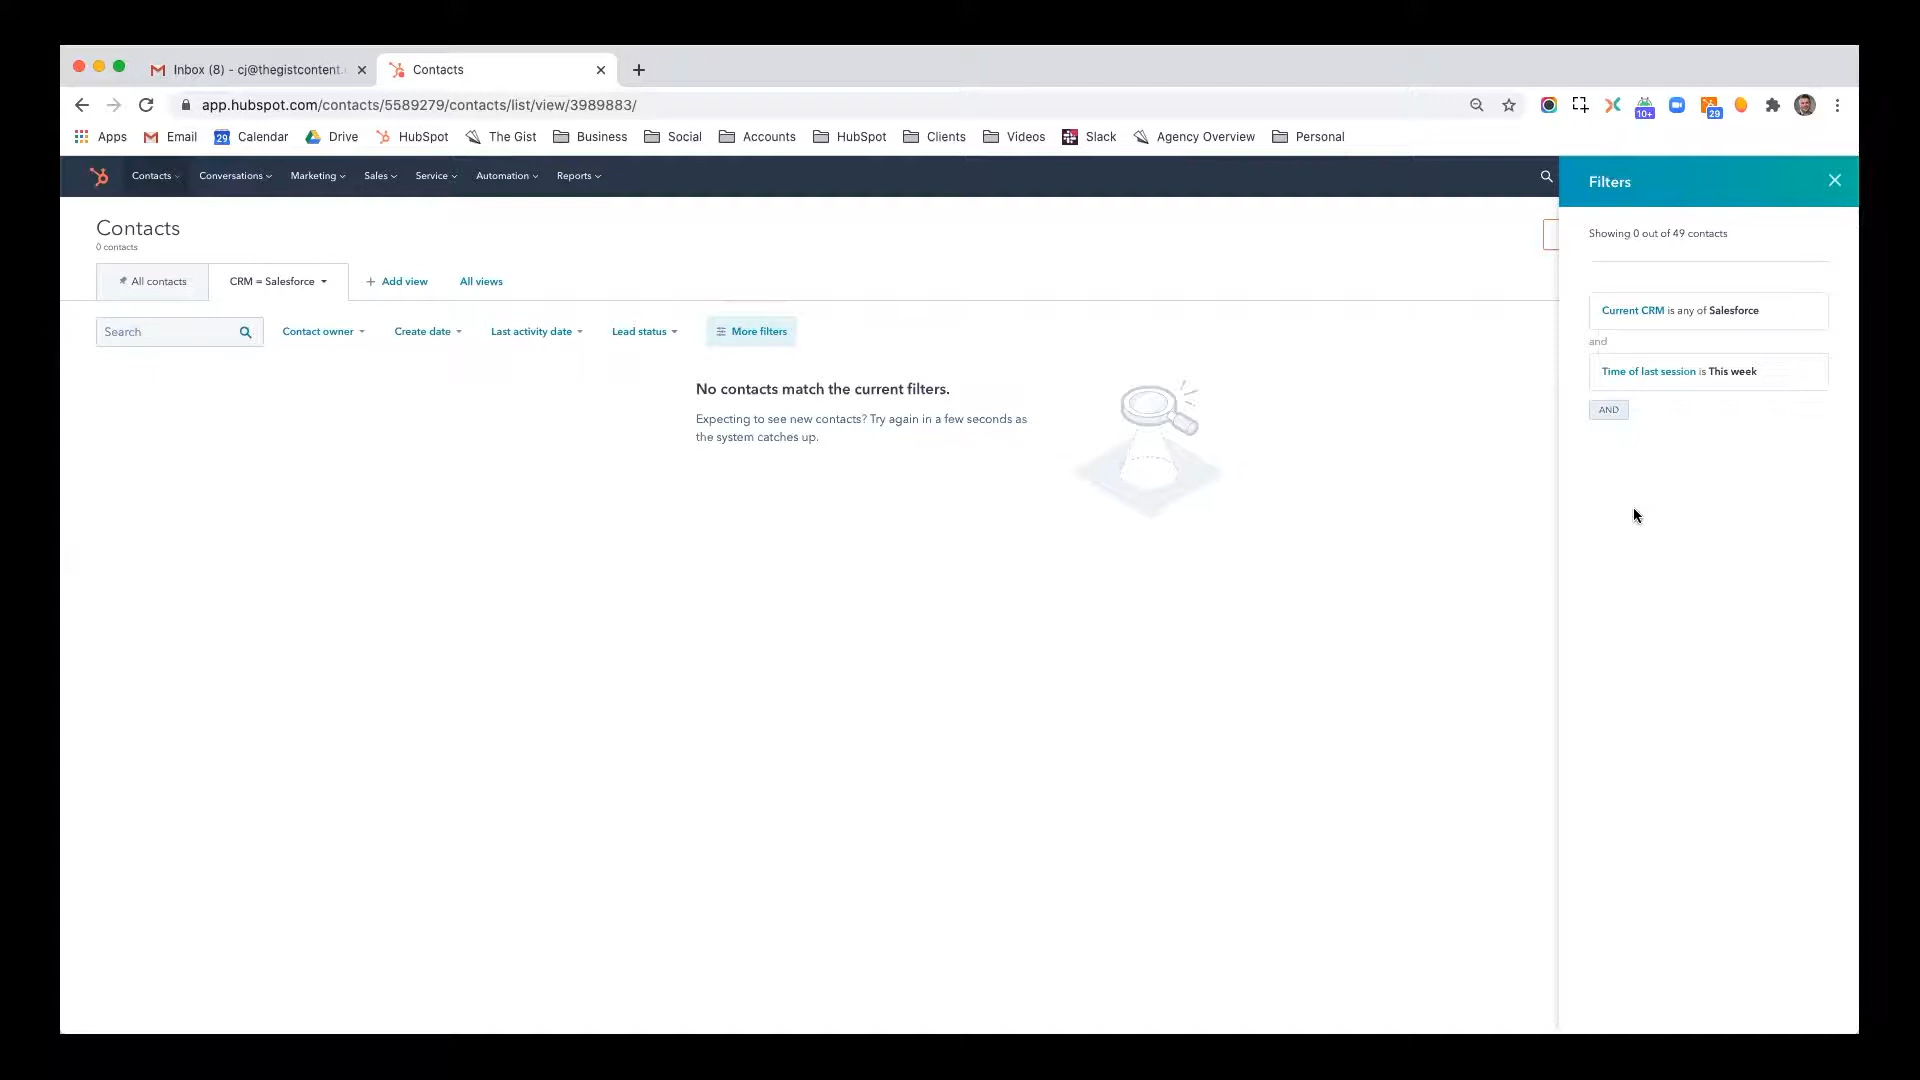 Inbox (8) - cj@thegistcontent.
Contacts
app.hubspot.com/contacts/5589279/contacts/list/view/3989883/
10+
29
Apps
Email
29
Calendar
Drive
HubSpot
The Gist
Business
Social
Accounts
HubSpot
Clients
Videos
Slack
Agency Overview
Personal
Contacts
Conversations
Marketing
Sales
Service
Automation
Reports
Filters
Contacts
0 contacts
Showing 0 out of 49 contacts
All contacts
CRM = Salesforce
+ Add view
All views
Current CRM is any of Salesforce
and
Time of last session is This week
AND
Search
Contact owner
Create date
Last activity date
Lead status
More filters
No contacts match the current filters.
Expecting to see new contacts? Try again in a few seconds as
the system catches up.